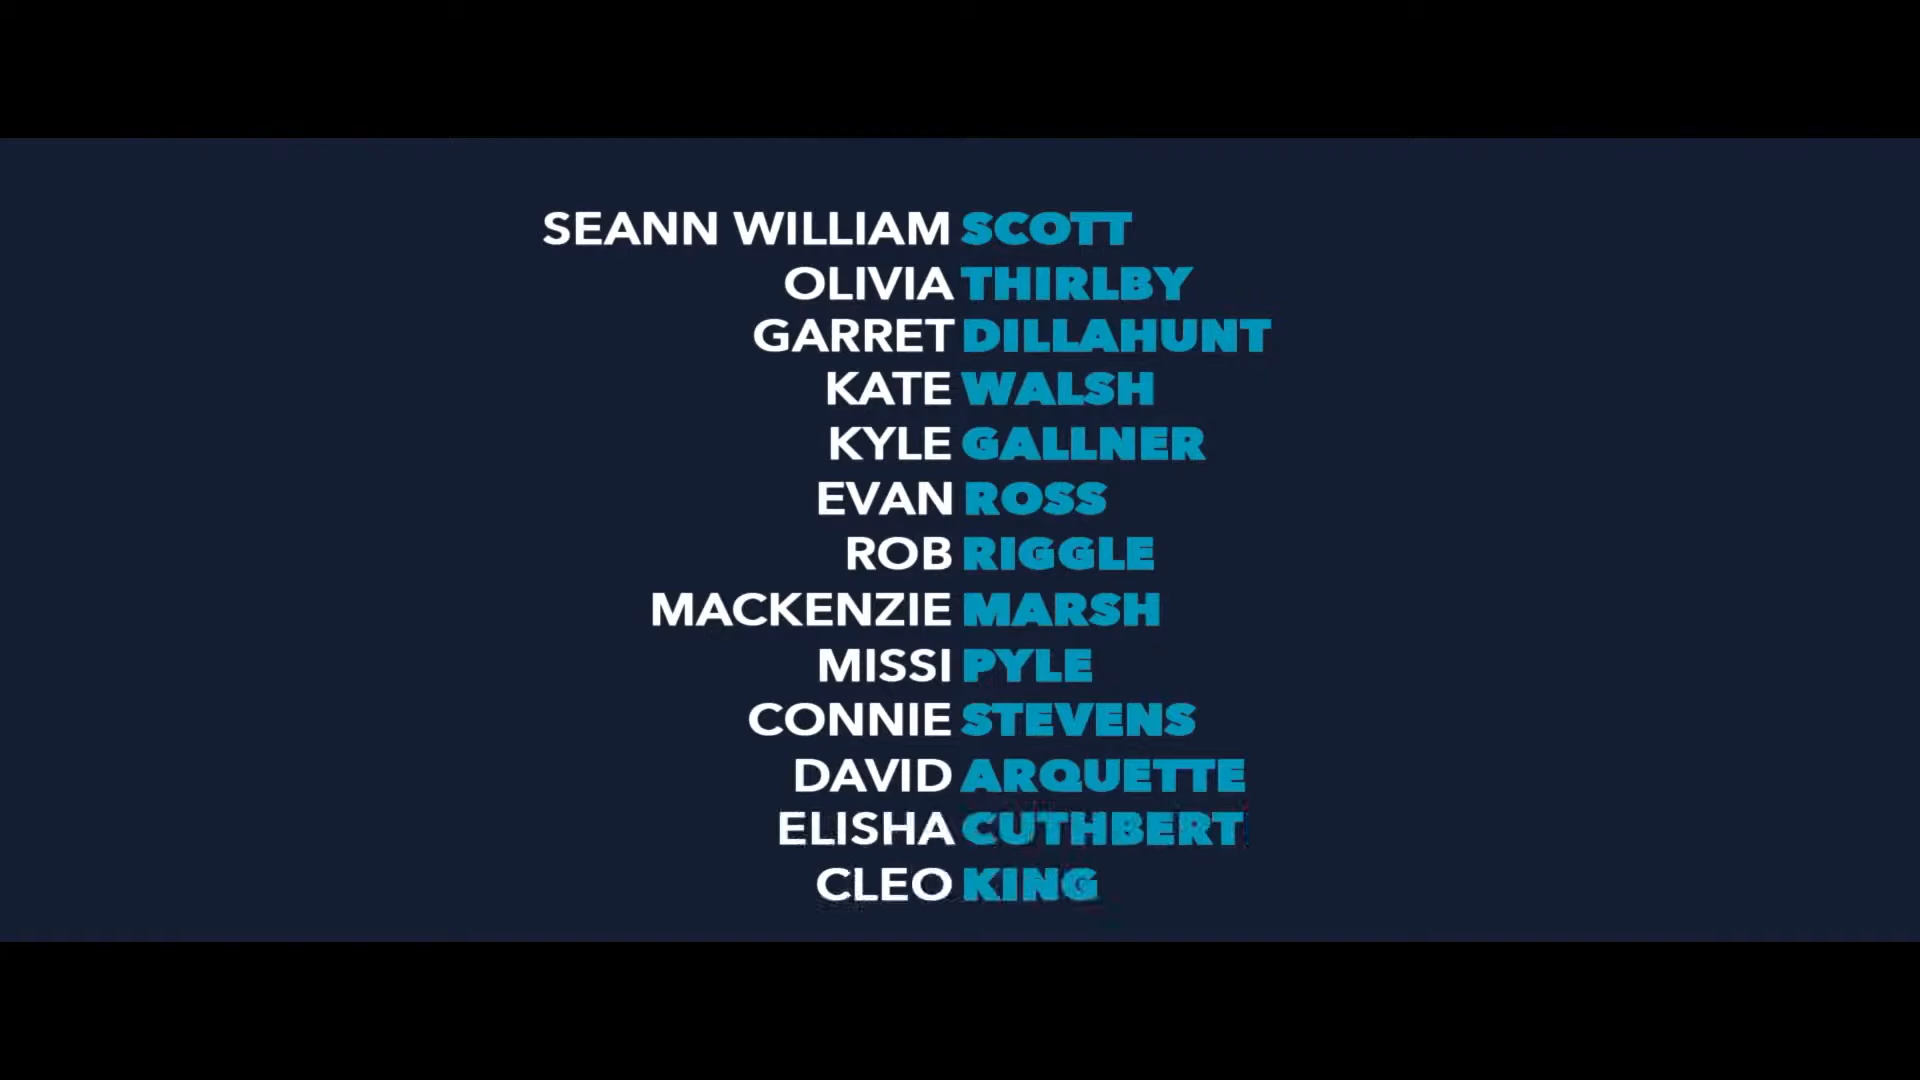 SEANN WILLIAM SCOTT
OLIVIA THIRLBY
GARRET DILLAHUNT
KATE WALSH
KYLE GALLNER
EVAN ROSS
ROB RIGGLE
MACKENZIE MARSH
MISSI PYLE
CONNIE STEVENS
DAVID ARQUETTE
ELISHA CUTHBERT
CLEO KING